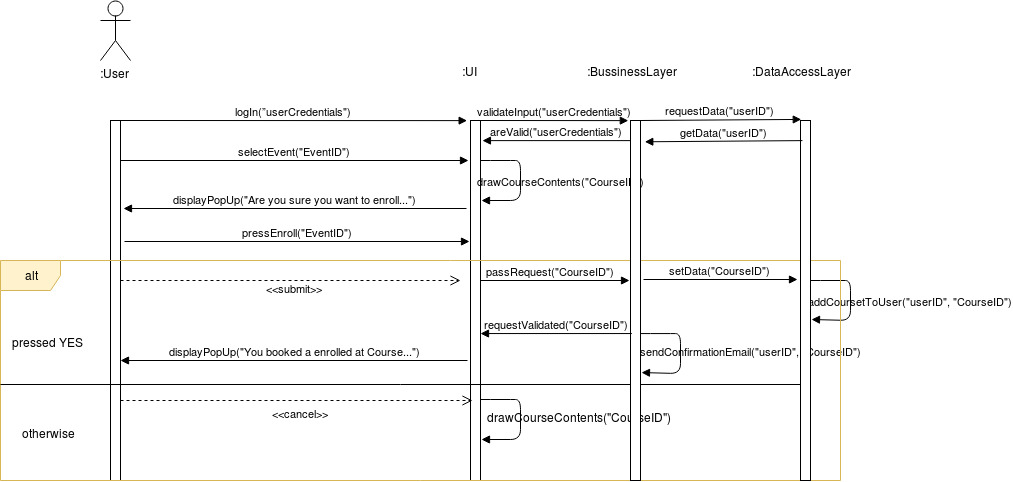 :User
:UI
:BussinessLayer
:DataAccessLayer
logIn("userCredentials")
validateInput("userCredentials")
requestData("userID")
areValid("userCredentials")
getData("userID")
selectEvent("EventID")
drawCourseContents("CourseID")
displayPopUp("Are you sure you want to enroll...")
pressEnroll("EventID")
alt
passRequest("CourseID")
setData("CourseID")
<<submit>>
addCoursetToUser("userID", "CourseID")
requestValidated("CourseID")
pressed YES
displayPopUp("You booked a enrolled at Course...")
sendConfirmationEmail("userID", "CourseID")
<<cancel>>
drawCourseContents("CourseID")
otherwise